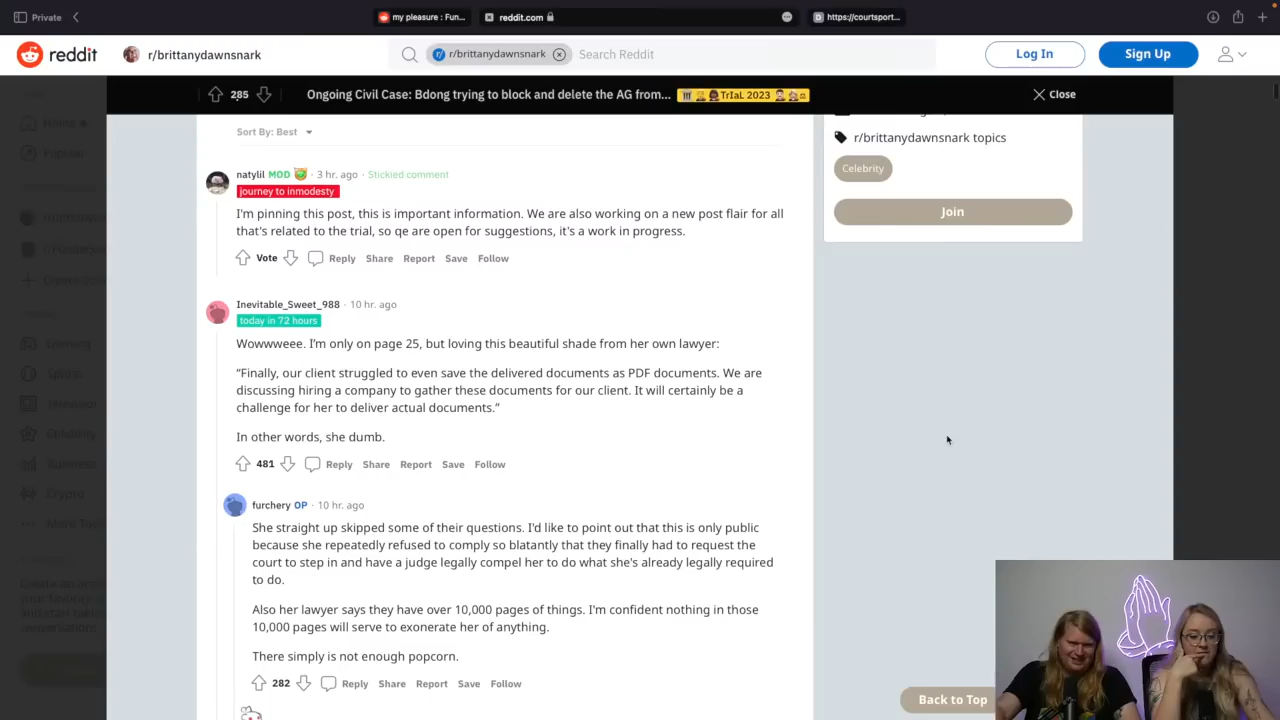 Private
my pleasure : Fun...
reddit.com
https://courtsport...
reddit
r/brittanydawnsnark
r/brittanydawnsnark
Search Reddit
Log In
Sign Up
285
Ongoing Civil Case: Bdong trying to block and delete the AG from...
TrIaL 2023
Close
Home
Popular
Sort By: Best
r/brittanydawnsnark topics
Celebrity
Join
natylil MOD · 3 hr. ago · Stickied comment
journey to inmodesty
I'm pinning this post, this is important information. We are also working on a new post flair for all
that's related to the trial, so qe are open for suggestions, it's a work in progress.
Vote
Reply Share Report Save Follow
Inevitable_Sweet_988 · 10 hr. ago
today in 72 hours
Wowwweee. I'm only on page 25, but loving this beautiful shade from her own lawyer:
“Finally, our client struggled to even save the delivered documents as PDF documents. We are
discussing hiring a company to gather these documents for our client. It will certainly be a
challenge for her to deliver actual documents.”
In other words, she dumb.
481
Reply Share Report Save Follow
furchery OP · 10 hr. ago
She straight up skipped some of their questions. I'd like to point out that this is only public
because she repeatedly refused to comply so blatantly that they finally had to request the
court to step in and have a judge legally compel her to do what she's already legally required
to do.
Also her lawyer says they have over 10,000 pages of things. I'm confident nothing in those
10,000 pages will serve to exonerate her of anything.
There simply is not enough popcorn.
282
Reply Share Report Save Follow
Gaming
Business
Crypto
Back to Top